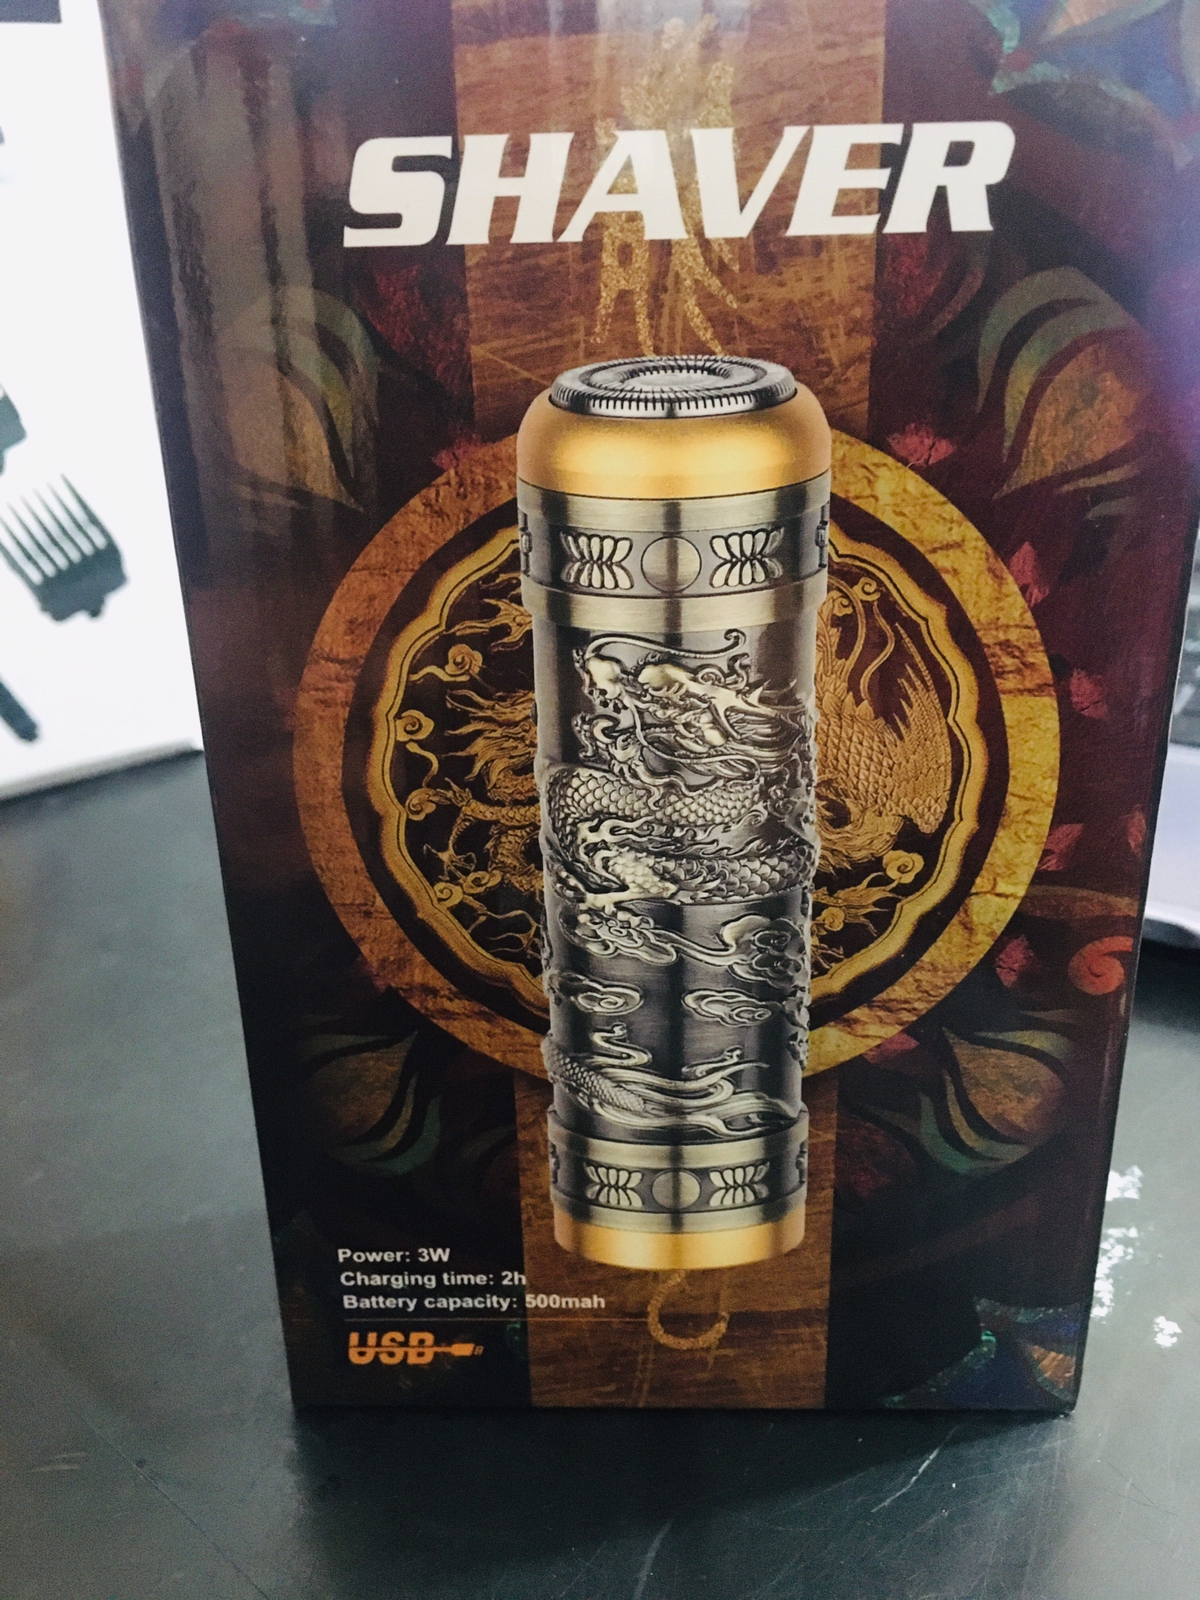 SHAVER
Power: 3W
Charging time: 2h
Battery capacity: 500mah
USB